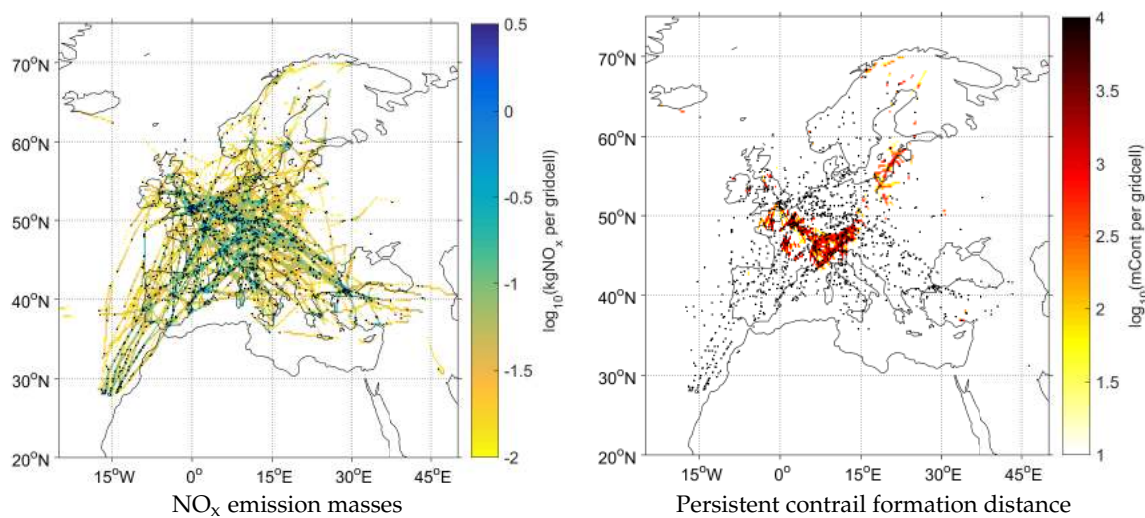 70°N
60°N
50°N
40°N
30°N
20°N
15°W 0° 15°E 30°E 45°E
0.5
0
-0.5
-1
-1.5
-2
log10(kgNOx per gridcell)
NOx emission masses
70°N
60°N
50°N
40°N
30°N
20°N
15°W 0° 15°E 30°E 45°E
4
3.5
3
2.5
2
1.5
1
log10(mCont per gridcell)
Persistent contrail formation distance